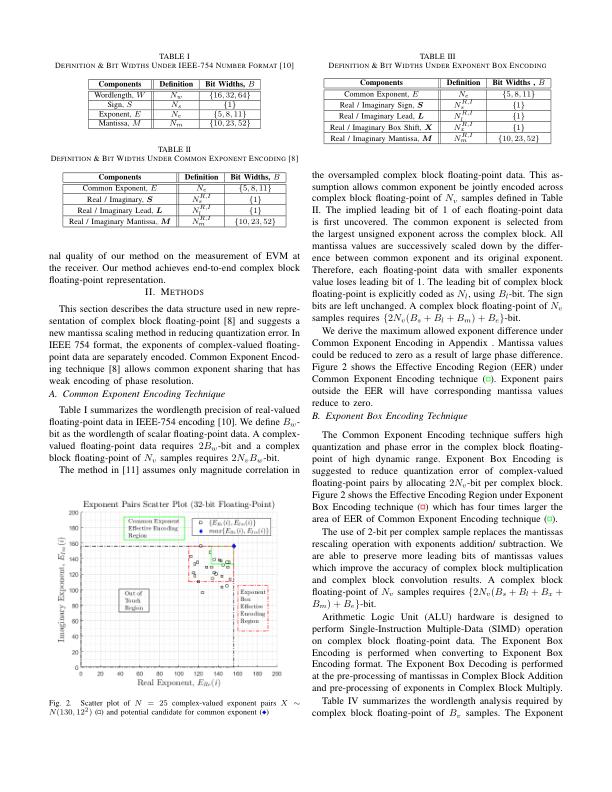 TABLE I
DEFINITION & BIT WIDTHS UNDER IEEE-754 NUMBER FORMAT [10]
Components Definition Bit Widths, B
Wordlength, W N_w {16, 32, 64}
Sign, S N_s {1}
Exponent, E N_e {5, 8, 11}
Mantissa, M N_m {10, 23, 52}
TABLE II
DEFINITION & BIT WIDTHS UNDER COMMON EXPONENT ENCODING [8]
Components Definition Bit Widths, B
Common Exponent, E N_e {5, 8, 11}
Real / Imaginary, S N_s^{R,I} {1}
Real / Imaginary Lead, L N_l^{R,I} {1}
Real / Imaginary Mantissa, M N_m^{R,I} {10, 23, 52}
nal quality of our method on the measurement of EVM at
the receiver. Our method achieves end-to-end complex block
floating-point representation.
II. METHODS
This section describes the data structure used in new repre-
sentation of complex block floating-point [8] and suggests a
new mantissa scaling method in reducing quantization error. In
IEEE 754 format, the exponents of complex-valued floating-
point data are separately encoded. Common Exponent Encod-
ing technique [8] allows common exponent sharing that has
weak encoding of phase resolution.
A. Common Exponent Encoding Technique
Table I summarizes the wordlength precision of real-valued
floating-point data in IEEE-754 encoding [10]. We define B_w-
bit as the wordlength of scalar floating-point data. A complex-
valued floating-point data requires 2B_w-bit and a complex
block floating-point of N_v samples requires 2N_vB_w-bit.
The method in [11] assumes only magnitude correlation in
Exponent Pairs Scatter Plot (32-bit Floating-Point)
Imaginary Exponent, E_{Im}(i)
200
180
160
140
120
100
80
60
40
20
0
Common Exponent
Effective Encoding
Region
{E_{Re}(i), E_{Im}(i)}
max{E_{Re}(i), E_{Im}(i)}
Out of
Touch
Region
Exponent
Box
Effective
Encoding
Region
0 20 40 60 80 100 120 140 160 180 200
Real Exponent, E_{Re}(i)
Fig. 2. Scatter plot of N = 25 complex-valued exponent pairs X ∼
N(130, 12²) (□) and potential candidate for common exponent (◆)
TABLE III
DEFINITION & BIT WIDTHS UNDER EXPONENT BOX ENCODING
Components Definition Bit Widths , B
Common Exponent, E N_e {5, 8, 11}
Real / Imaginary Sign, S N_s^{R,I} {1}
Real / Imaginary Lead, L N_l^{R,I} {1}
Real / Imaginary Box Shift, X N_x^{R,I} {1}
Real / Imaginary Mantissa, M N_m^{R,I} {10, 23, 52}
the oversampled complex block floating-point data. This as-
sumption allows common exponent be jointly encoded across
complex block floating-point of N_v samples defined in Table
II. The implied leading bit of 1 of each floating-point data
is first uncovered. The common exponent is selected from
the largest unsigned exponent across the complex block. All
mantissa values are successively scaled down by the differ-
ence between common exponent and its original exponent.
Therefore, each floating-point data with smaller exponents
value loses leading bit of 1. The leading bit of complex block
floating-point is explicitly coded as N_l, using B_l-bit. The sign
bits are left unchanged. A complex block floating-point of N_v
samples requires {2N_v(B_s + B_l + B_m) + B_e}-bit.
We derive the maximum allowed exponent difference under
Common Exponent Encoding in Appendix . Mantissa values
could be reduced to zero as a result of large phase difference.
Figure 2 shows the Effective Encoding Region (EER) under
Common Exponent Encoding technique (□). Exponent pairs
outside the EER will have corresponding mantissa values
reduce to zero.
B. Exponent Box Encoding Technique
The Common Exponent Encoding technique suffers high
quantization and phase error in the complex block floating-
point of high dynamic range. Exponent Box Encoding is
suggested to reduce quantization error of complex-valued
floating-point pairs by allocating 2N_v-bit per complex block.
Figure 2 shows the Effective Encoding Region under Exponent
Box Encoding technique (□) which has four times larger the
area of EER of Common Exponent Encoding technique (□).
The use of 2-bit per complex sample replaces the mantissas
rescaling operation with exponents addition/ subtraction. We
are able to preserve more leading bits of mantissas values
which improve the accuracy of complex block multiplication
and complex block convolution results. A complex block
floating-point of N_v samples requires {2N_v(B_s + B_l + B_x +
B_m) + B_e}-bit.
Arithmetic Logic Unit (ALU) hardware is designed to
perform Single-Instruction Multiple-Data (SIMD) operation
on complex block floating-point data. The Exponent Box
Encoding is performed when converting to Exponent Box
Encoding format. The Exponent Box Decoding is performed
at the pre-processing of mantissas in Complex Block Addition
and pre-processing of exponents in Complex Block Multiply.
Table IV summarizes the wordlength analysis required by
complex block floating-point of B_v samples. The Exponent